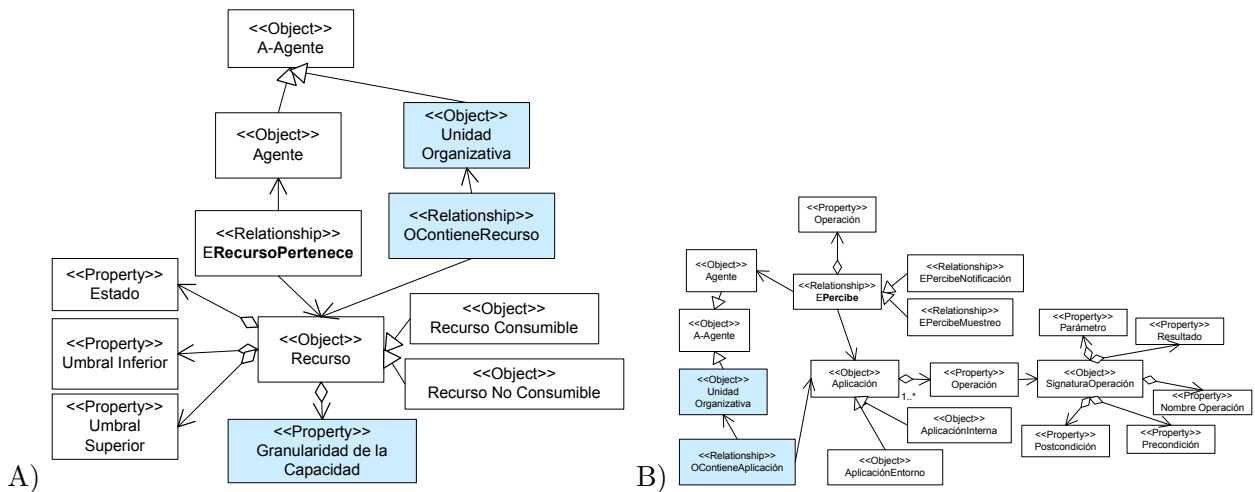 <<Object>>
A-Agente
<<Object>>
Agente
<<Object>>
Unidad
Organizativa
<<Relationship>>
ERecursoPertenece
<<Relationship>>
OContieneRecurso
<<Property>>
Estado
<<Property>>
Umbral Inferior
<<Property>>
Umbral
Superior
<<Object>>
Recurso
<<Object>>
Recurso Consumible
<<Object>>
Recurso No Consumible
<<Property>>
Granularidad de la
Capacidad
A)
<<Property>>
Operación
<<Object>>
Agente
<<Relationship>>
EPercibe
<<Relationship>>
EPercibeNotificación
<<Relationship>>
EPercibeMuestreo
<<Object>>
A-Agente
<<Property>>
Parámetro
<<Property>>
Resultado
<<Object>>
Unidad
Organizativa
<<Object>>
Aplicación
1..*
<<Property>>
Operación
<<Object>>
SignaturaOperación
<<Property>>
Nombre Operación
<<Object>>
AplicaciónInterna
<<Property>>
Postcondición
<<Property>>
Precondición
<<Relationship>>
OContieneAplicación
<<Object>>
AplicaciónEntorno
B)